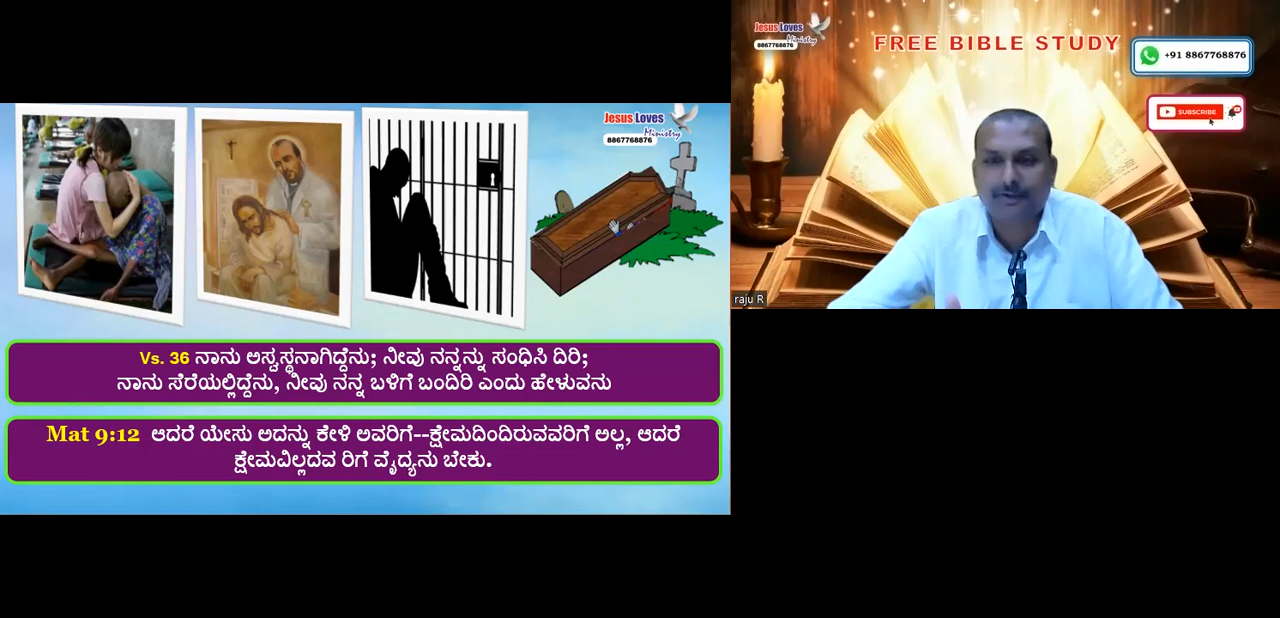 Jesus Loves
Ministry
8867768876
Vs. 36 ನಾನು ಅಸ್ವಸ್ಥನಾಗಿದ್ದೆನು; ನೀವು ನನ್ನನ್ನು ಸಂಧಿಸಿ ದಿರಿ;
ನಾನು ಸೆರೆಯಲ್ಲಿದ್ದೆನು, ನೀವು ನನ್ನ ಬಳಿಗೆ ಬಂದಿರಿ ಎಂದು ಹೇಳುವನು
Mat 9:12 ಆದರೆ ಯೇಸು ಅದನ್ನು ಕೇಳಿ ಅವರಿಗೆ--ಕ್ಷೇಮದಿಂದಿರುವವರಿಗೆ ಅಲ್ಲ, ಆದರೆ
ಕ್ಷೇಮವಿಲ್ಲದವ ರಿಗೆ ವೈದ್ಯನು ಬೇಕು.
Jesus Loves
Ministry
8867768876
FREE BIBLE STUDY
+91 8867768876
SUBSCRIBE
raju R